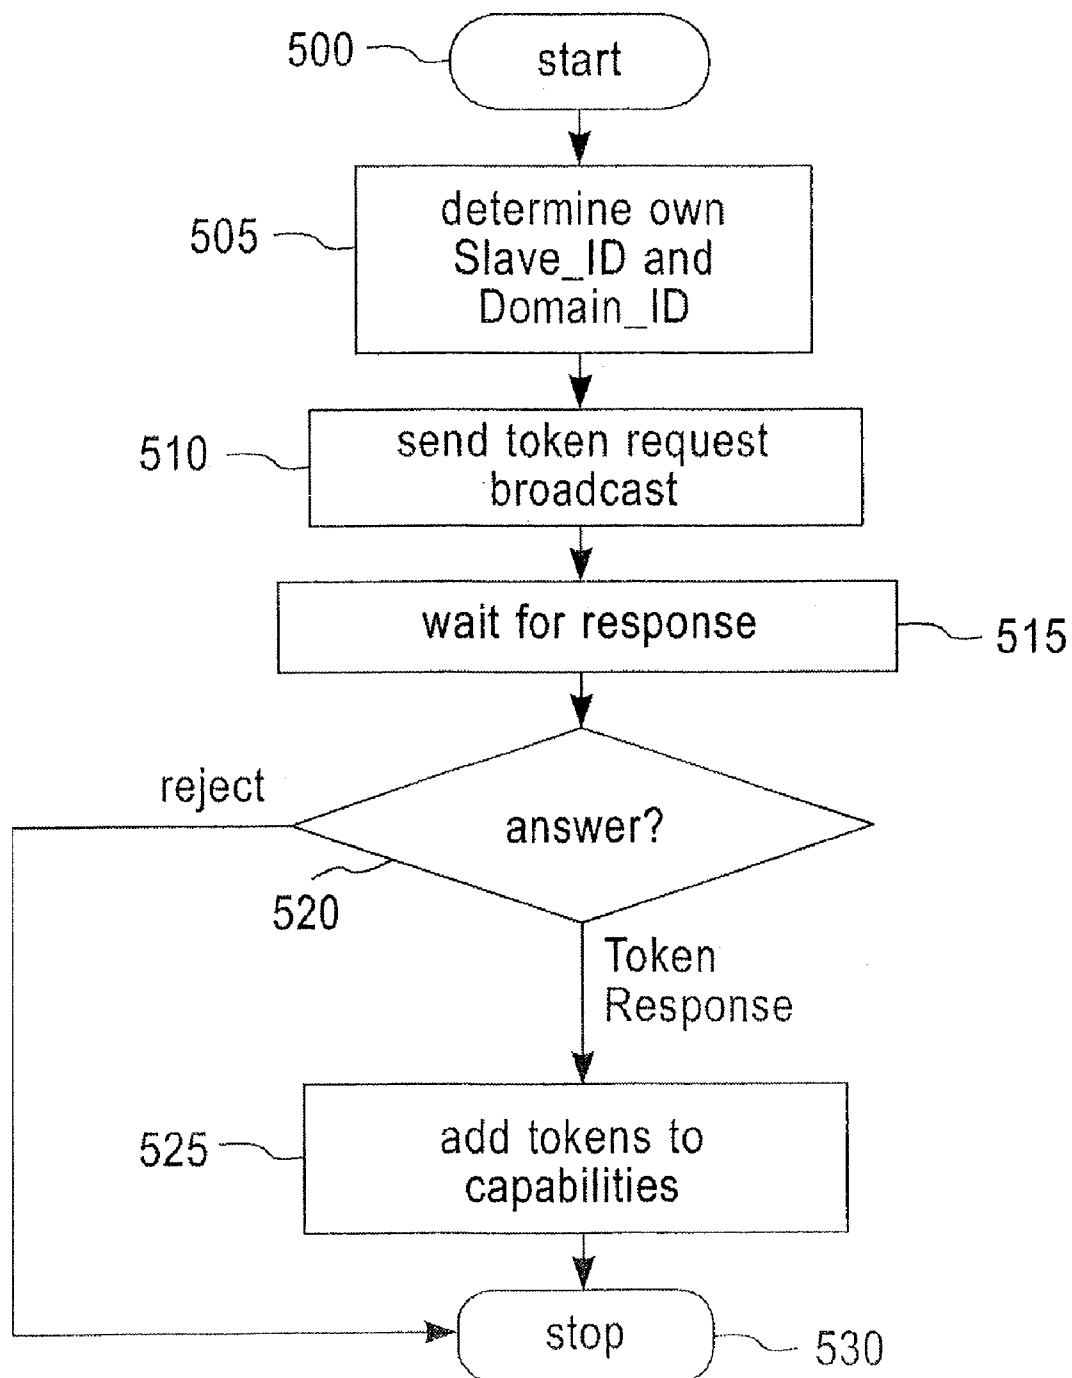 500
start
505
determine own
Slave_ID and
Domain_ID
510
send token request
broadcast
wait for response
515
reject
answer?
520
Token
Response
525
add tokens to
capabilities
stop
530